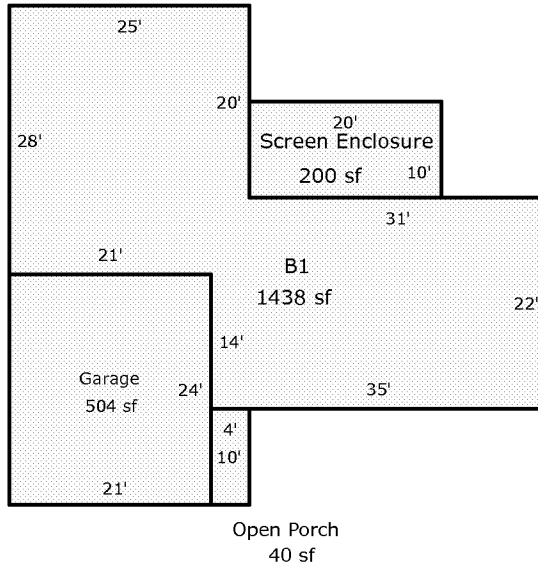 25'
20'
28'
20'
Screen Enclosure
200 sf
10'
31'
21'
B1
1438 sf
22'
14'
Garage
504 sf
24'
35'
4'
10'
21'
Open Porch
40 sf